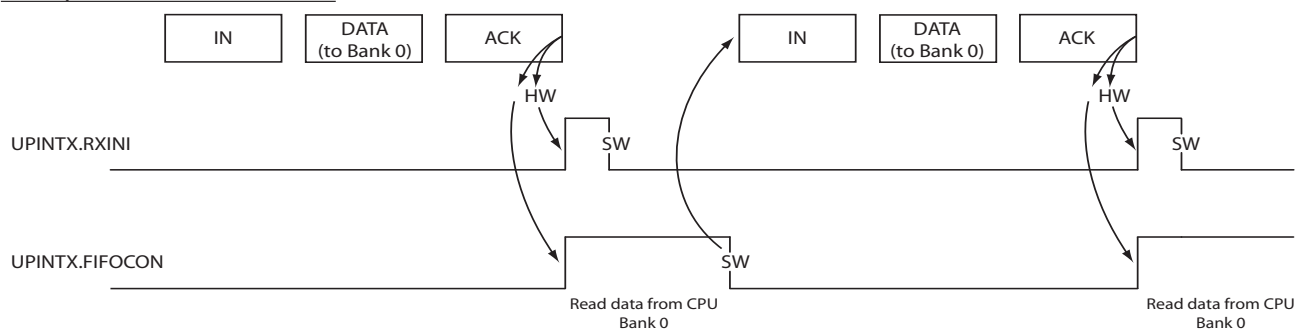 IN
DATA
(to Bank 0)
ACK
IN
DATA
(to Bank 0)
ACK
HW
HW
UPINTX.RXINI
SW
SW
UPINTX.FIFOCON
SW
Read data from CPU
Bank 0
Read data from CPU
Bank 0